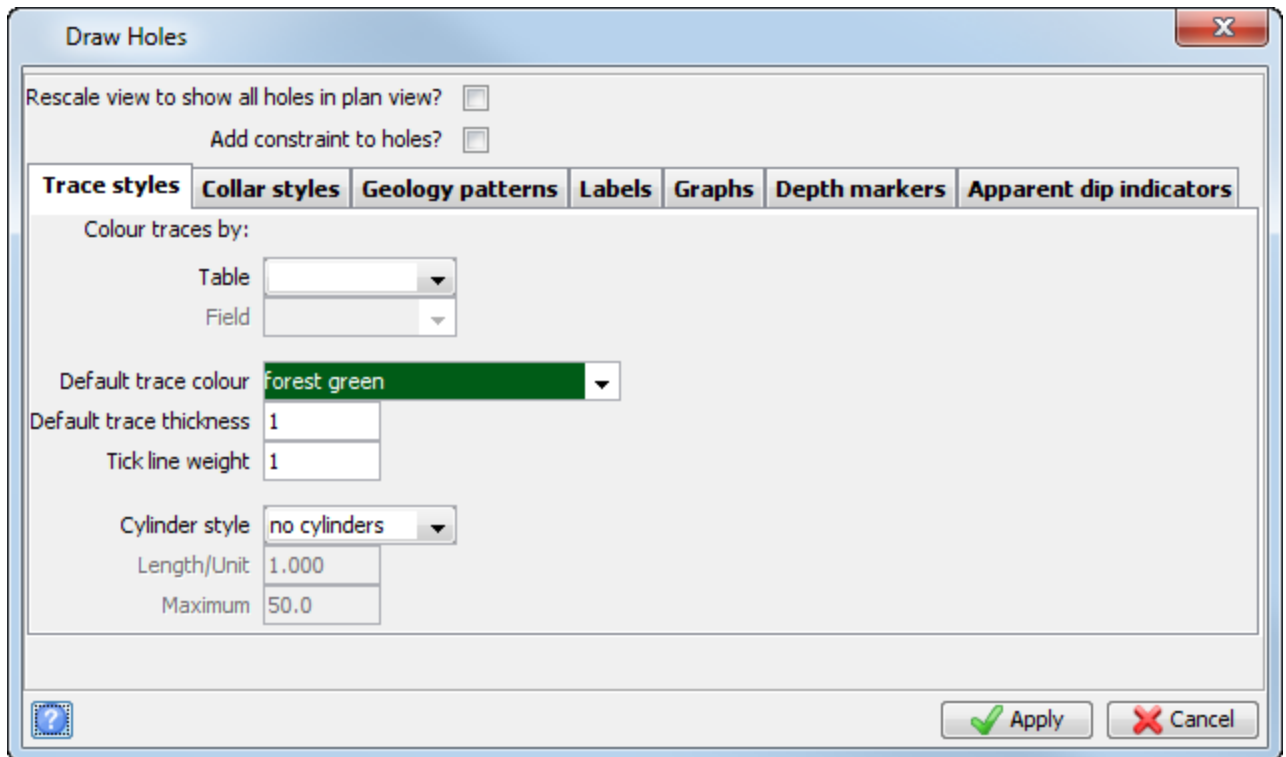 Draw Holes
Rescale view to show all holes in plan view?
Add constraint to holes?
Trace styles Collar styles Geology patterns Labels Graphs Depth markers Apparent dip indicators
Colour traces by:
Table
Field
Default trace colour forest green
Default trace thickness 1
Tick line weight 1
Cylinder style no cylinders
Length/Unit 1.000
Maximum 50.0
? Apply Cancel